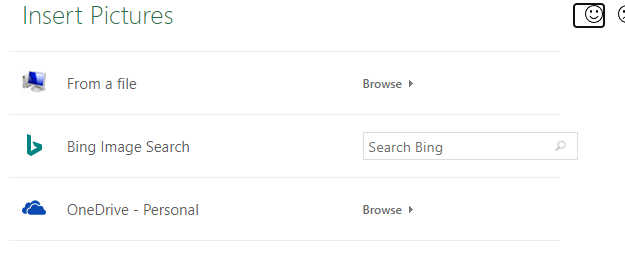 Insert Pictures
From a file
Browse
Bing Image Search
Search Bing
OneDrive - Personal
Browse